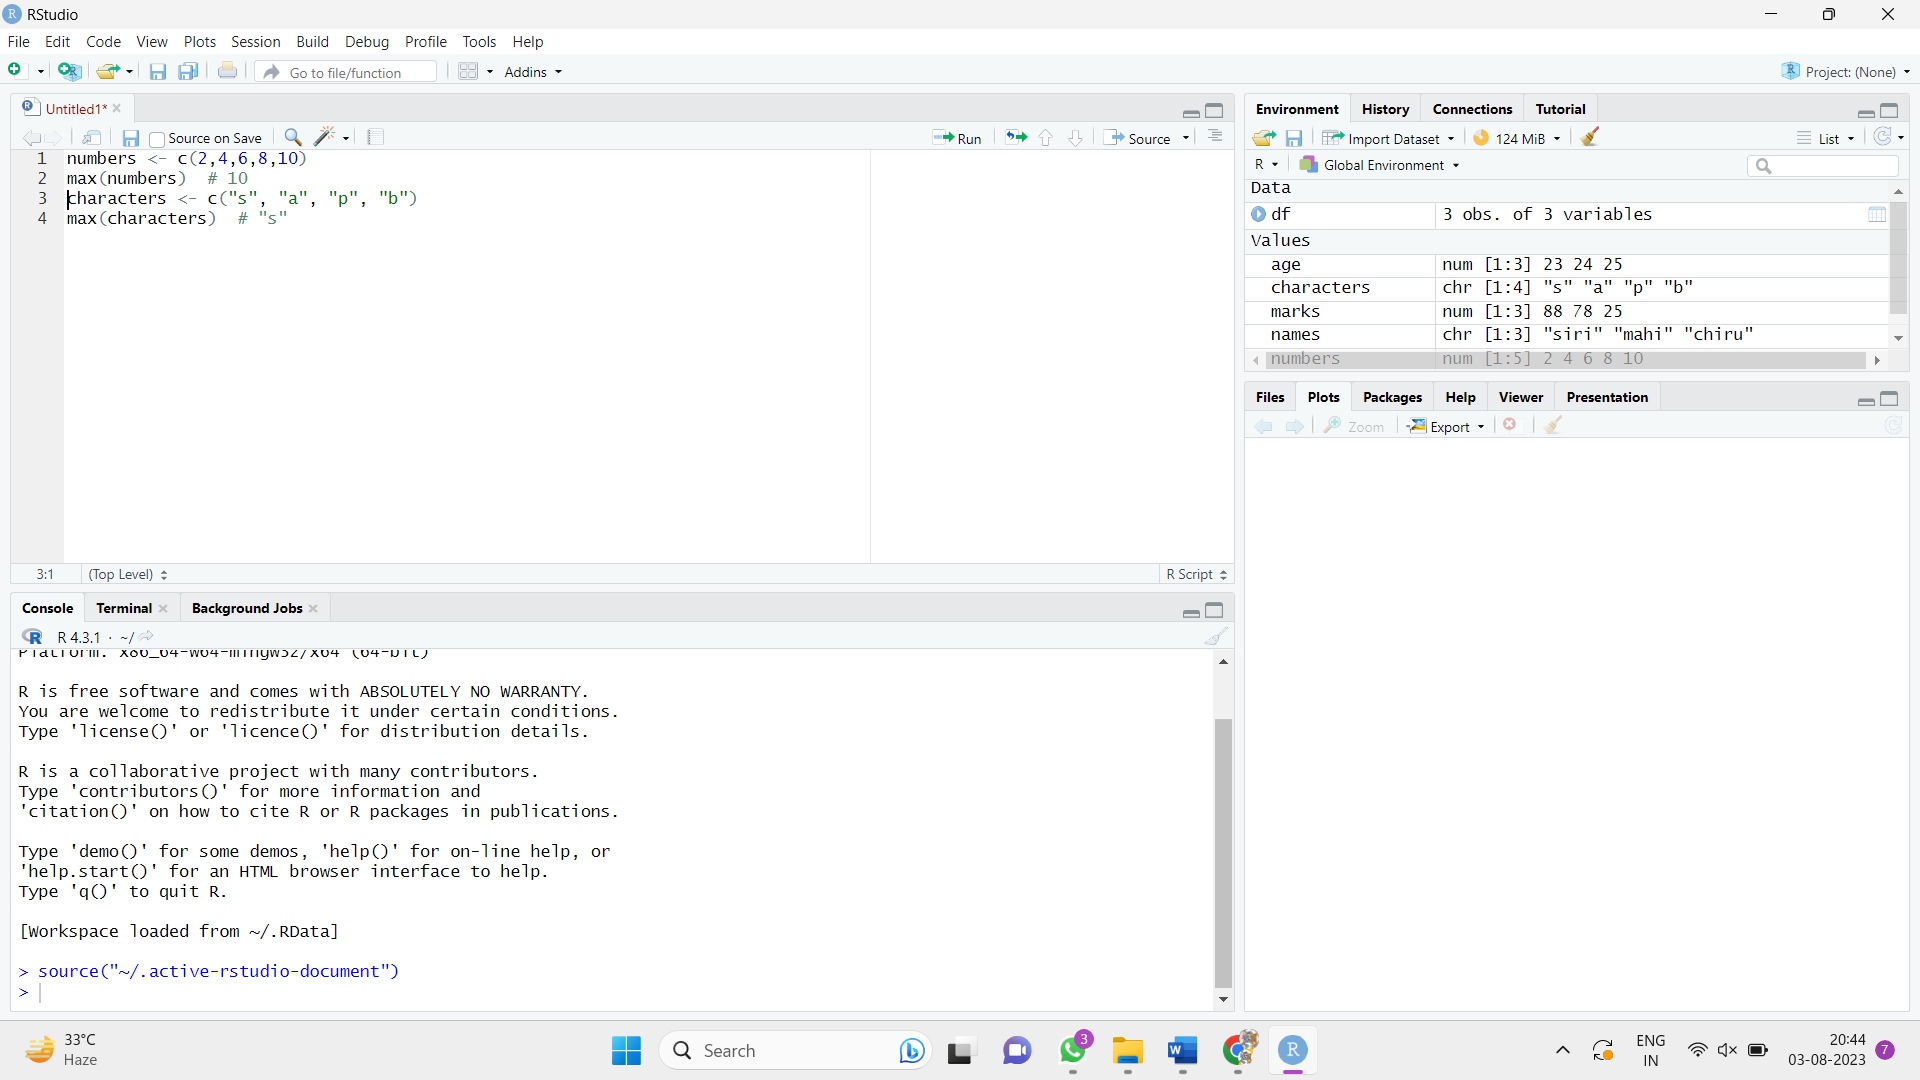 RStudio
File Edit Code View Plots Session Build Debug Profile Tools Help
Go to file/function Addins Project: (None)
Untitled1*
Source on Save Run Source
1 numbers <- c(2,4,6,8,10)
2 max(numbers)  # 10
3 characters <- c("s", "a", "p", "b")
4 max(characters)  # "s"
3:1 (Top Level) R Script
Console Terminal Background Jobs
R 4.3.1 · ~/
Platform: x86_64-w64-mingw32/x64 (64-bit)
R is free software and comes with ABSOLUTELY NO WARRANTY.
You are welcome to redistribute it under certain conditions.
Type 'license()' or 'licence()' for distribution details.
R is a collaborative project with many contributors.
Type 'contributors()' for more information and
'citation()' on how to cite R or R packages in publications.
Type 'demo()' for some demos, 'help()' for on-line help, or
'help.start()' for an HTML browser interface to help.
Type 'q()' to quit R.
[Workspace loaded from ~/.RData]
> source("~/.active-rstudio-document")
>
Environment History Connections Tutorial
Import Dataset 124 MiB List
R Global Environment
Data
df 3 obs. of 3 variables
Values
age num [1:3] 23 24 25
characters chr [1:4] "s" "a" "p" "b"
marks num [1:3] 88 78 25
names chr [1:3] "siri" "mahi" "chiru"
numbers num [1:5] 2 4 6 8 10
Files Plots Packages Help Viewer Presentation
Zoom Export
33°C
Haze
Search
3
ENG
IN
20:44
03-08-2023
7